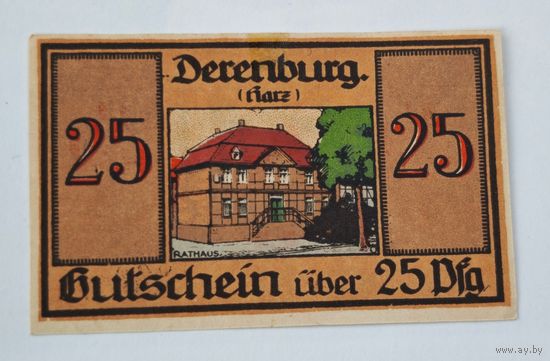 Derenburg.
(Harz)
25
25
RATHAUS.
Gutschein über 25 Pfg
www.ay.by